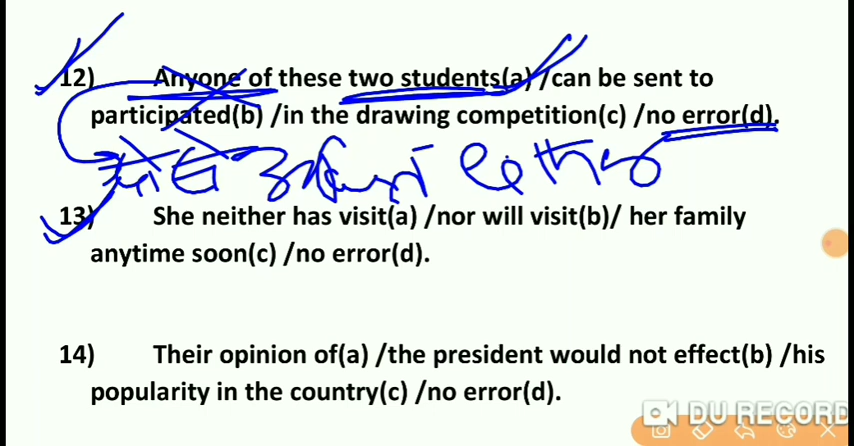 12) Anyone of these two students(a) /can be sent to
participated(b) /in the drawing competition(c) /no error(d).
either
13) She neither has visit(a) /nor will visit(b)/ her family
anytime soon(c) /no error(d).
14) Their opinion of(a) /the president would not effect(b) /his
popularity in the country(c) /no error(d).
DU RECORD